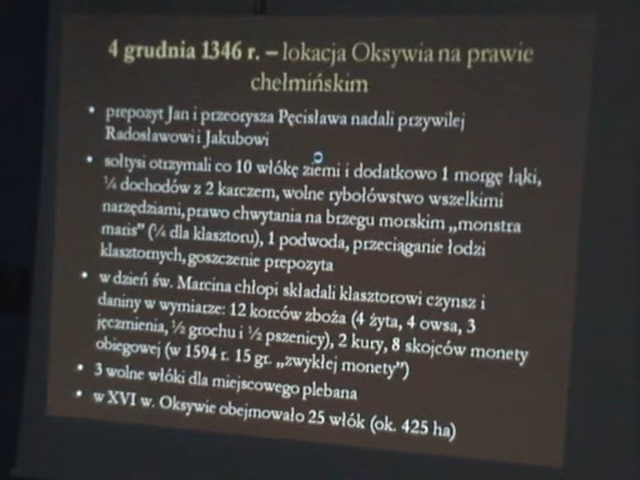 4 grudnia 1346 r. – lokacja Oksywia na prawie
chełmińskim
• prepozyt Jan i przeorysza Pęcisława nadali przywilej
Radosławowi i Jakubowi
• sołtysi otrzymali co 10 włókę ziemi i dodatkowo 1 morgę łąki,
¼ dochodów z 2 karczem, wolne rybołówstwo wszelkimi
narzędziami, prawo chwytania na brzegu morskim „monstra
maris" (¼ dla klasztoru), 1 podwoda, przeciąganie łodzi
klasztornych, goszczenie prepozyta
• w dzień św. Marcina chłopi składali klasztorowi czynsz i
daniny w wymiarze: 12 korców zboża (4 żyta, 4 owsa, 3
jęczmienia, ½ grochu i ½ pszenicy), 2 kury, 8 skojców monety
obiegowej (w 1594 r. 15 gr. „zwykłej monety")
• 3 wolne włóki dla miejscowego plebana
• w XVI w. Oksywie obejmowało 25 włók (ok. 425 ha)